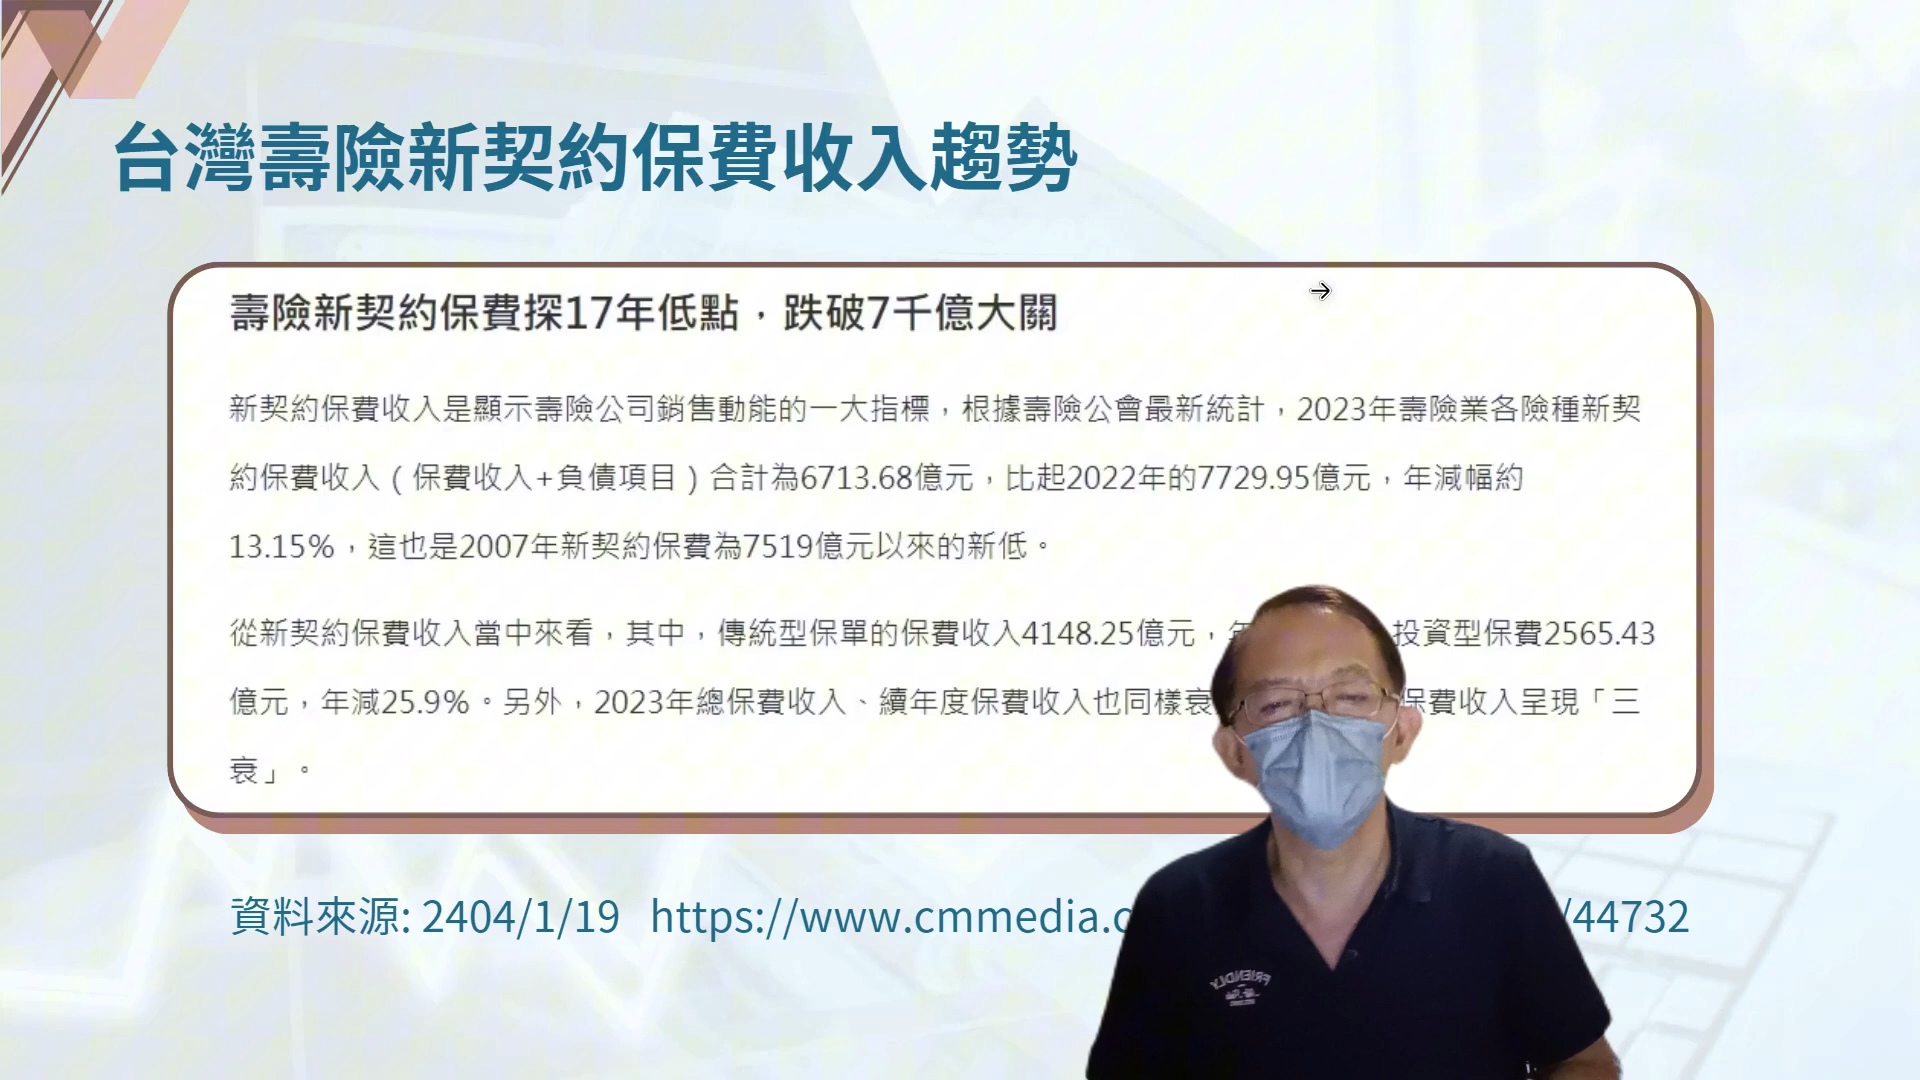 台灣壽險新契約保費收入趨勢
壽險新契約保費探17年低點，跌破7千億大關
新契約保費收入是顯示壽險公司銷售動能的一大指標，根據壽險公會最新統計，2023年壽險業各險種新契
約保費收入（保費收入+負債項目）合計為6713.68億元，比起2022年的7729.95億元，年減幅約
13.15%，這也是2007年新契約保費為7519億元以來的新低。
從新契約保費收入當中來看，其中，傳統型保單的保費收入4148.25億元，年 投資型保費2565.43
億元，年減25.9%。另外，2023年總保費收入、續年度保費收入也同樣衰 保費收入呈現「三
衰」。
資料來源: 2404/1/19 https://www.cmmedia.c /44732
FRIENDLY